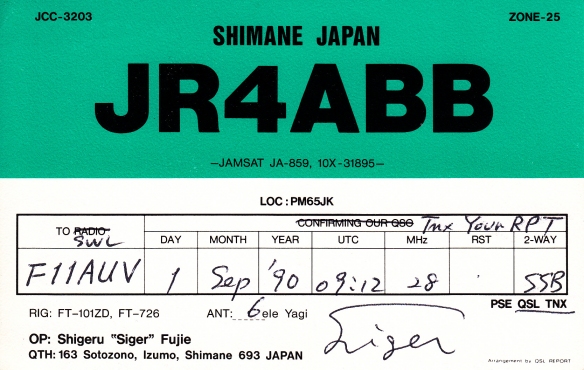 JCC-3203 ZONE-25
SHIMANE JAPAN
JR4ABB
—JAMSAT JA-859, 10X-31895—
LOC : PM65JK
TO RADIO CONFIRMING OUR QSO Tnx Your RPT
SWL DAY MONTH YEAR UTC MHz RST 2-WAY
F11AUV 1 Sep '90 09:12 28 SSB
RIG: FT-101ZD, FT-726 ANT: 6 ele Yagi PSE QSL TNX
OP: Shigeru "Siger" Fujie Siger
QTH: 163 Sotozono, Izumo, Shimane 693 JAPAN Arrangement by QSL REPORT